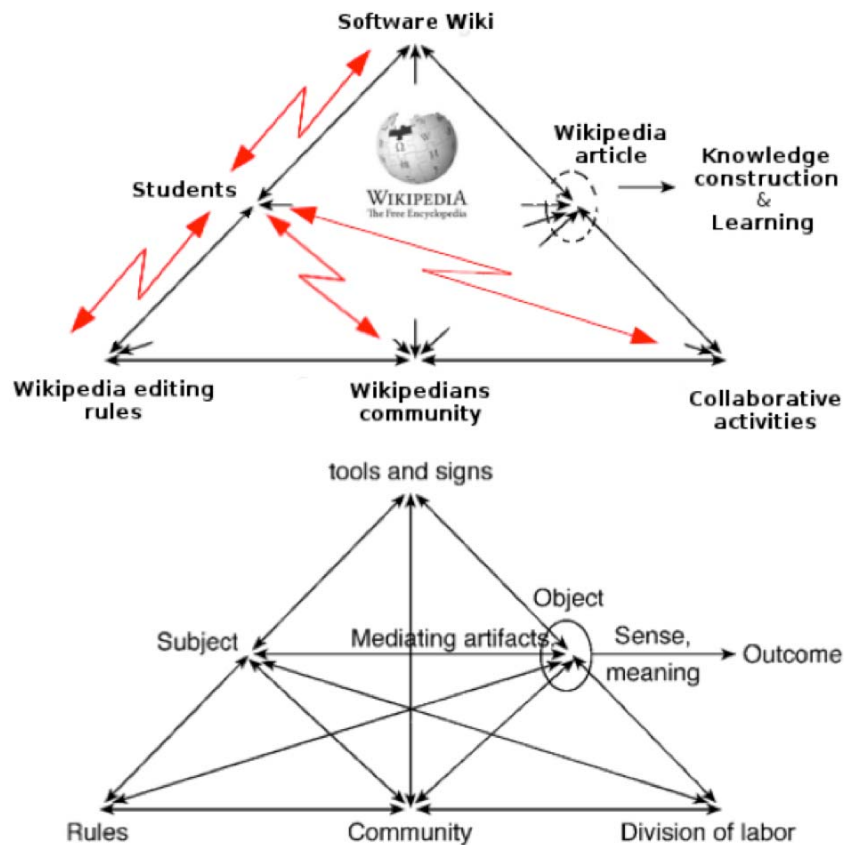 Software Wiki
Wikipedia
article
Knowledge
construction
&
Learning
Students
WIKIPEDIA
The Free Encyclopedia
Wikipedia editing
rules
Wikipedians
community
Collaborative
activities
tools and signs
Object
Subject
Mediating artifacts
Sense,
meaning
Outcome
Rules
Community
Division of labor